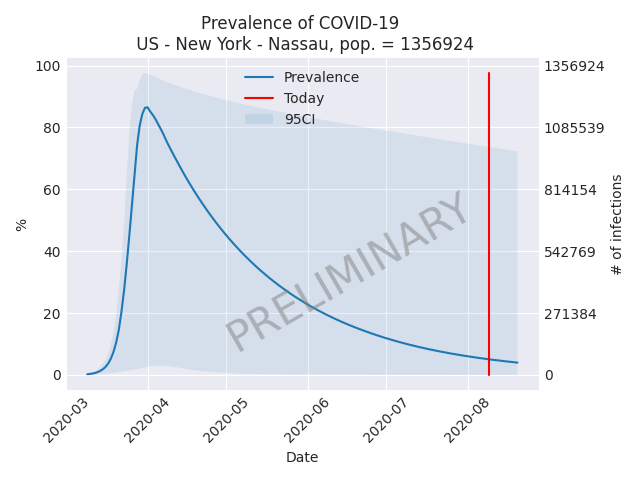 Prevalence of COVID-19
US - New York - Nassau, pop. = 1356924
100
80
60
40
20
0
%
1356924
1085539
814154
542769
271384
0
# of infections
Prevalence
Today
95CI
PRELIMINARY
2020-03
2020-04
2020-05
2020-06
2020-07
2020-08
Date